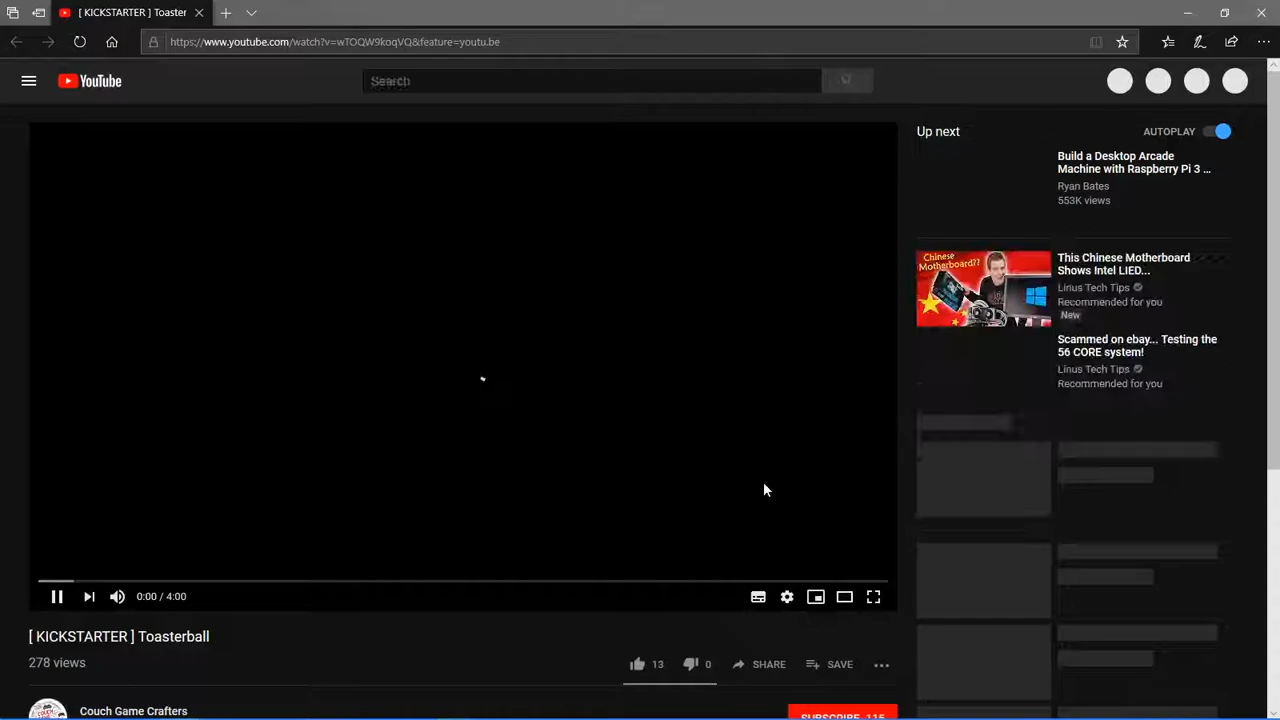 [ KICKSTARTER ] Toaster
https://www.youtube.com/watch?v=wTOQW9kqqVQ&feature=youtu.be
YouTube
Search
Up next
AUTOPLAY
Build a Desktop Arcade
Machine with Raspberry Pi 3 ...
Ryan Bates
553K views
Chinese
Motherboard??
This Chinese Motherboard
Shows Intel LIED...
Linus Tech Tips
Recommended for you
New
Scammed on ebay... Testing the
56 CORE system!
Linus Tech Tips
Recommended for you
0:00 / 4:00
[ KICKSTARTER ] Toasterball
278 views
13
0
SHARE
SAVE
Couch Game Crafters
SUBSCRIBE 115